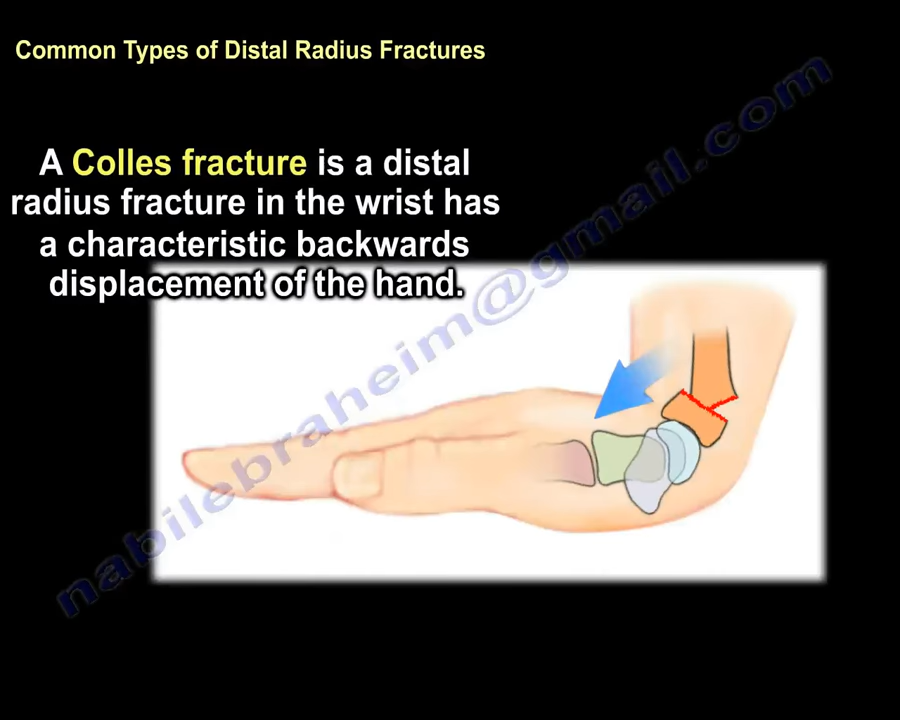 Common Types of Distal Radius Fractures
A Colles fracture is a distal
radius fracture in the wrist has
a characteristic backwards
displacement of the hand.
nabilebraheim@gmail.com